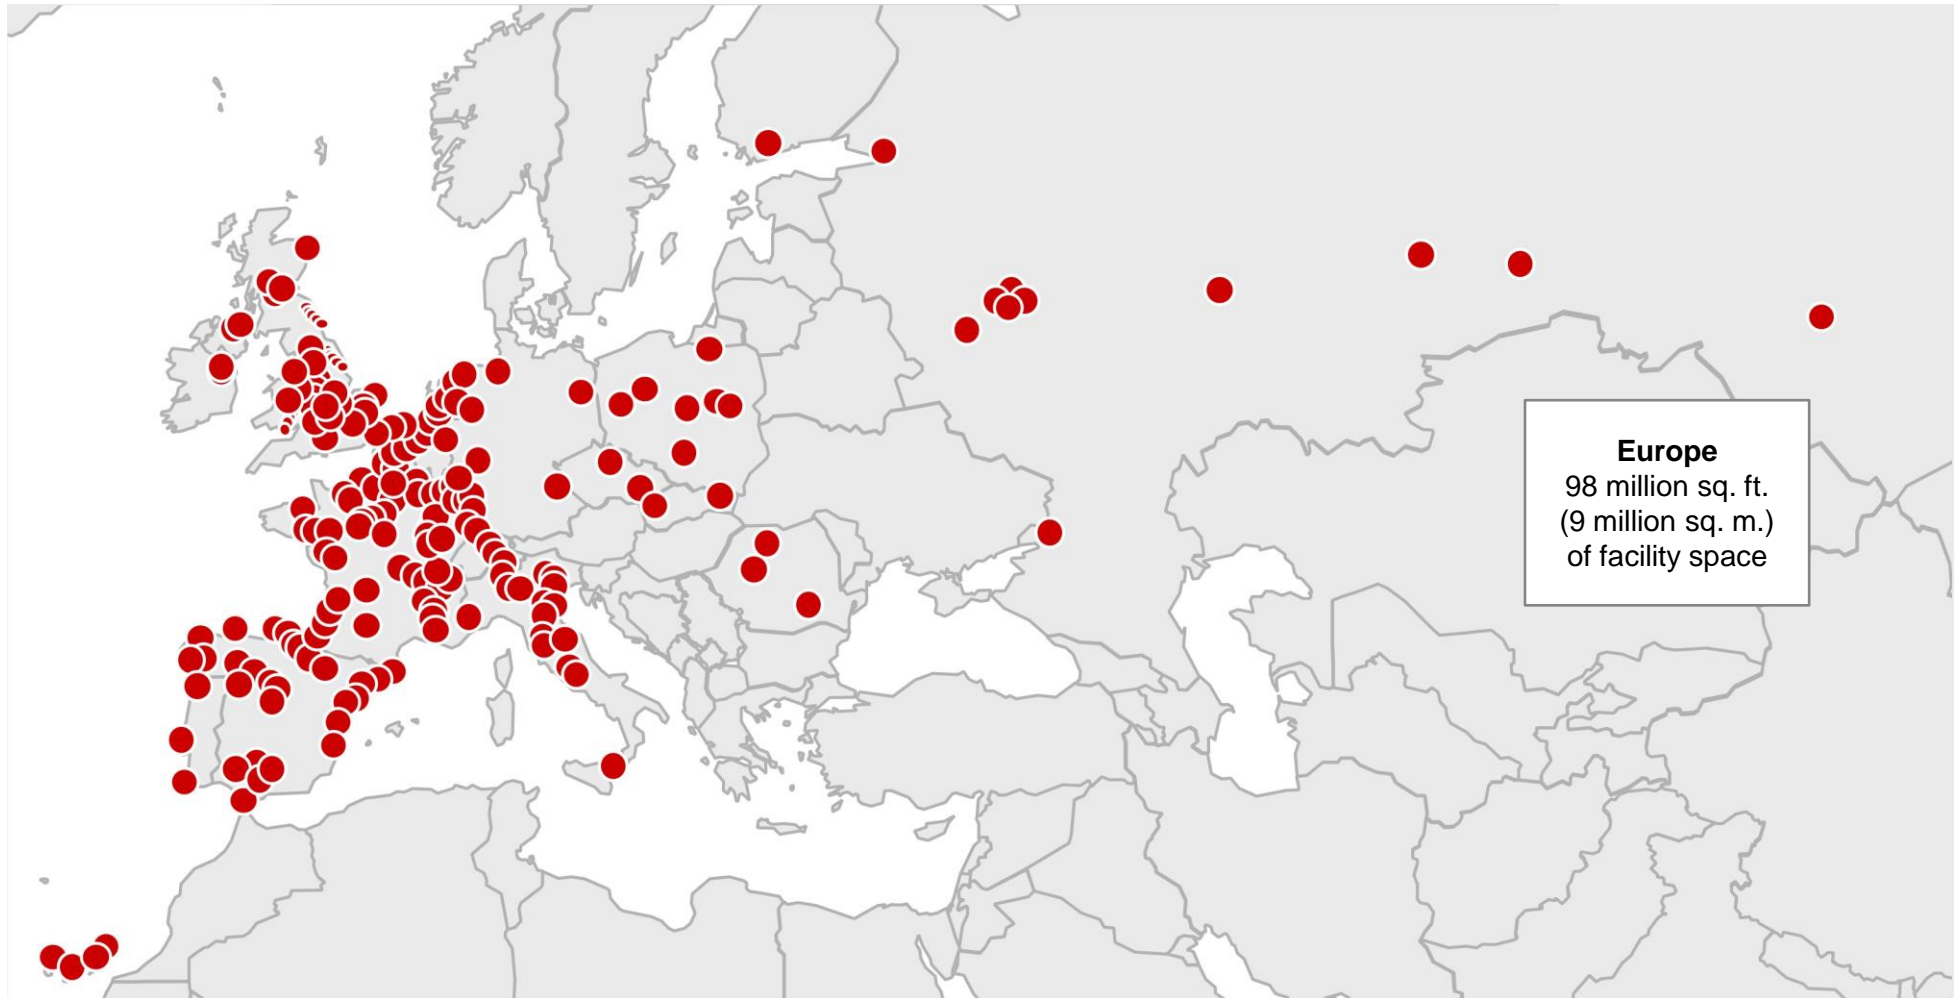 Europe
98 million sq. ft.
(9 million sq. m.)
of facility space